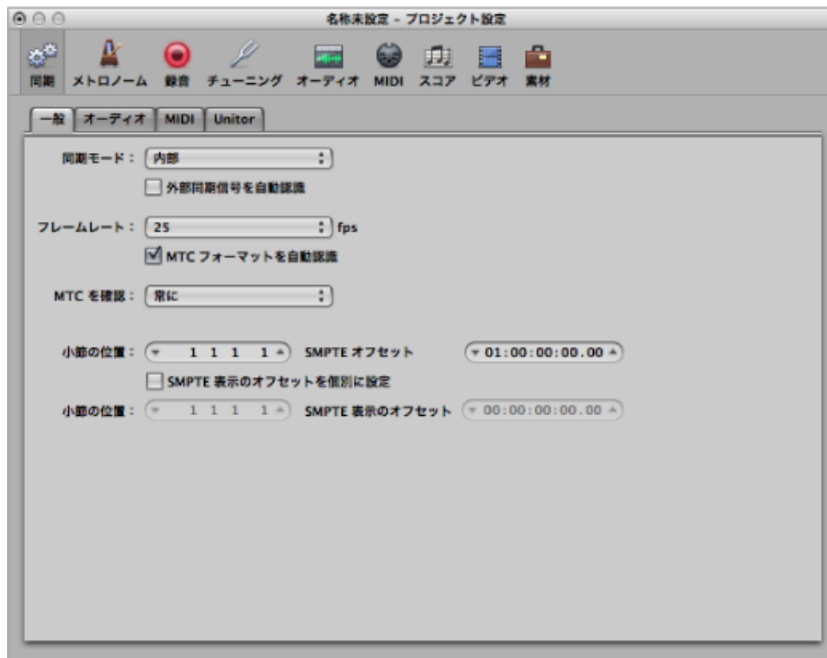 名称未設定 – プロジェクト設定
同期 メトロノーム 録音 チューニング オーディオ MIDI スコア ビデオ 素材
一般 オーディオ MIDI Unitor
同期モード： 内部
外部同期信号を自動認識
フレームレート： 25 fps
MTC フォーマットを自動認識
MTC を確認： 常に
小節の位置： 1 1 1 1 SMPTE オフセット 01:00:00:00.00
SMPTE 表示のオフセットを個別に設定
小節の位置： 1 1 1 1 SMPTE 表示のオフセット 00:00:00:00.00